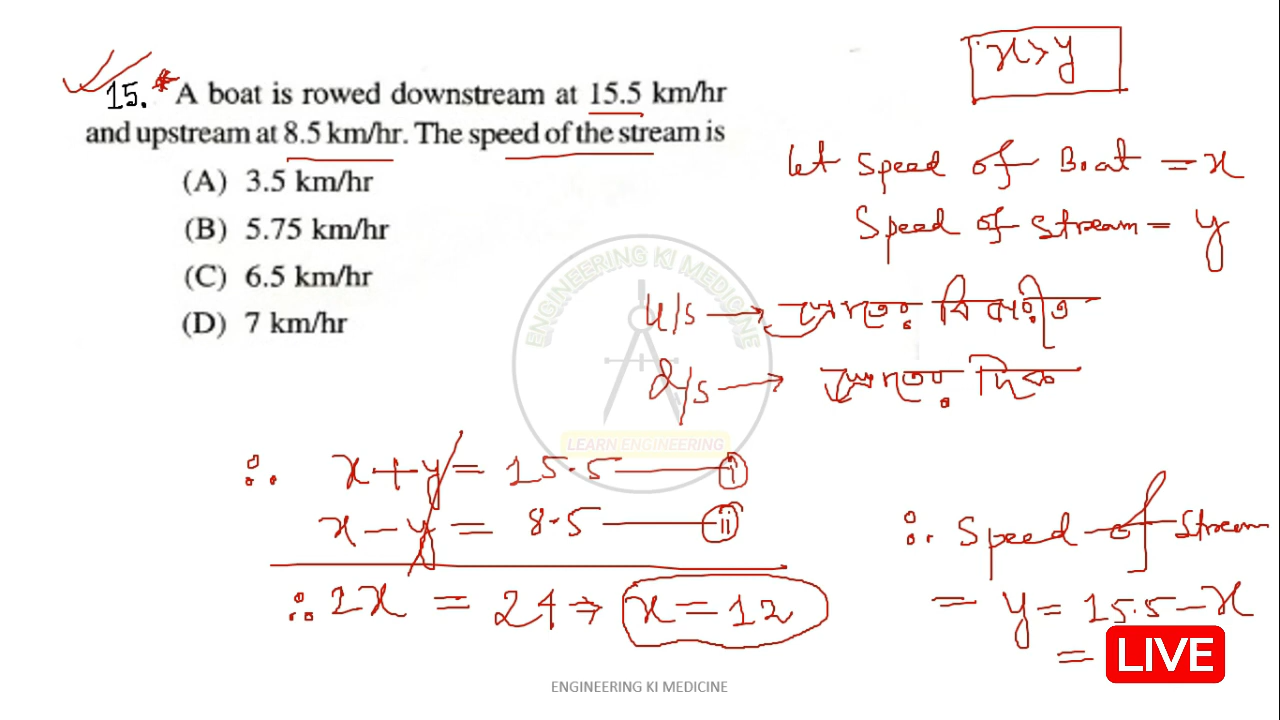 15. * A boat is rowed downstream at 15.5 km/hr
and upstream at 8.5 km/hr. The speed of the stream is
(A) 3.5 km/hr
(B) 5.75 km/hr
(C) 6.5 km/hr
(D) 7 km/hr
x > y
let speed of Boat = x
Speed of stream = y
u/s →
d/s →
ENGINEERING KI MEDICINE
LEARN ENGINEERING
∴ x + y = 15.5 — (i)
x - y = 8.5 — (ii)
∴ 2x = 24 ⇒ x = 12
∴ Speed of Stream
= y = 15.5 - x
=
LIVE
ENGINEERING KI MEDICINE